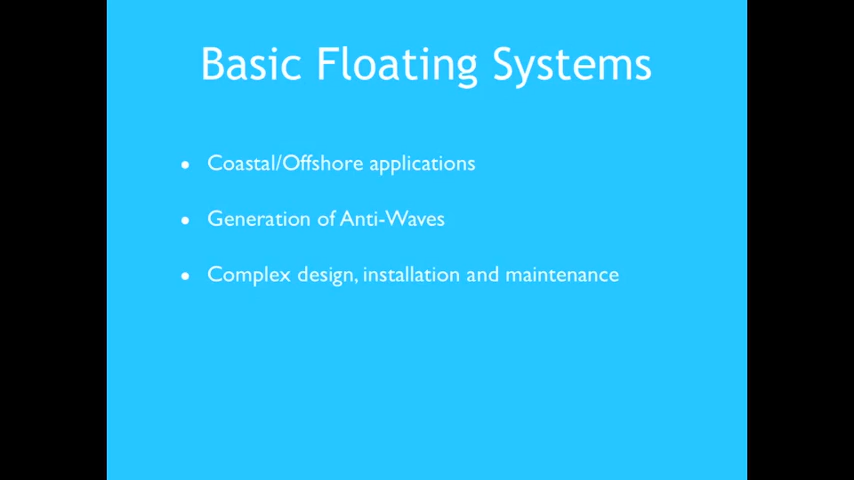 Basic Floating Systems
• Coastal/Offshore applications
• Generation of Anti-Waves
• Complex design, installation and maintenance